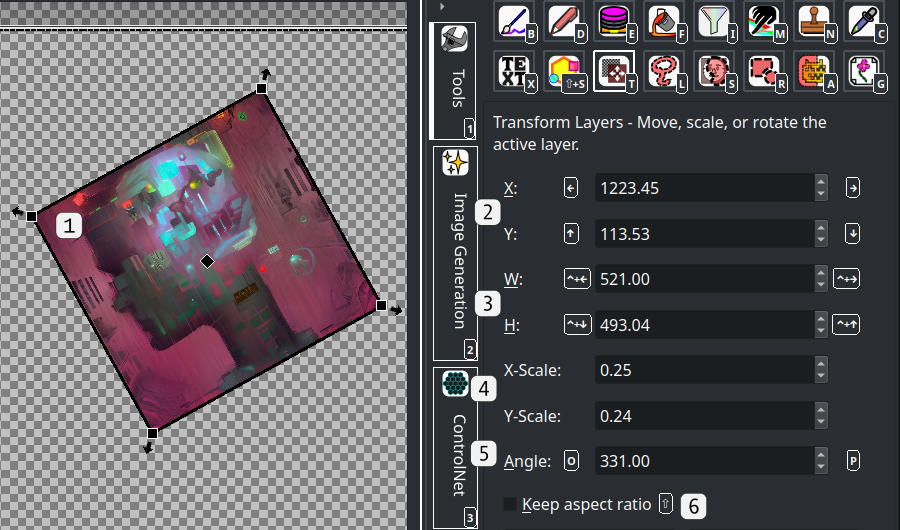 B D E F I M N C
TEXT X ⇧+S T L S R A G
Tools
1
Transform Layers - Move, scale, or rotate the
active layer.
1
Image Generation
2
2
3
X: ← 1223.45 →
Y: ↑ 113.53 ↓
W: ^+← 521.00 ^+→
H: ^+↓ 493.04 ^+↑
ControlNet
3
4
X-Scale: 0.25
Y-Scale: 0.24
5
Angle: O 331.00 P
Keep aspect ratio ⇧ 6